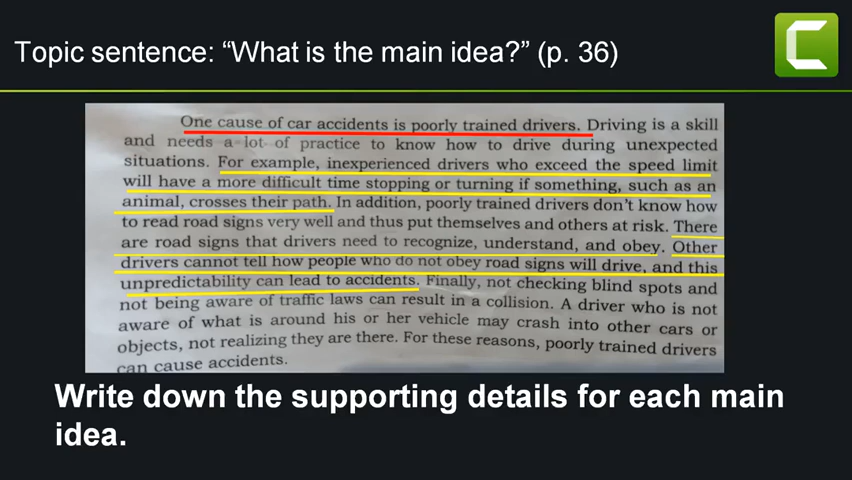 Topic sentence: “What is the main idea?” (p. 36)
One cause of car accidents is poorly trained drivers. Driving is a skill
and needs a lot of practice to know how to drive during unexpected
situations. For example, inexperienced drivers who exceed the speed limit
will have a more difficult time stopping or turning if something, such as an
animal, crosses their path. In addition, poorly trained drivers don't know how
to read road signs very well and thus put themselves and others at risk. There
are road signs that drivers need to recognize, understand, and obey. Other
drivers cannot tell how people who do not obey road signs will drive, and this
unpredictability can lead to accidents. Finally, not checking blind spots and
not being aware of traffic laws can result in a collision. A driver who is not
aware of what is around his or her vehicle may crash into other cars or
objects, not realizing they are there. For these reasons, poorly trained drivers
can cause accidents.
Write down the supporting details for each main
idea.